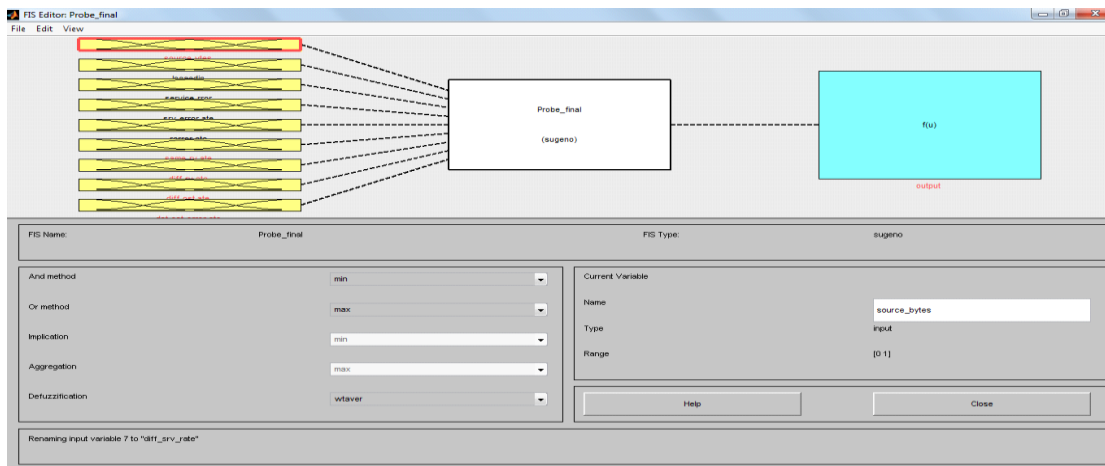 FIS Editor: Probe_final
File Edit View
Probe_final
(sugeno)
f(u)
output
FIS Name: Probe_final FIS Type: sugeno
And method min
Or method max
Implication min
Aggregation max
Defuzzification wtaver
Current Variable
Name source_bytes
Type input
Range [0 1]
Help Close
Renaming input variable 7 to "diff_srv_rate"